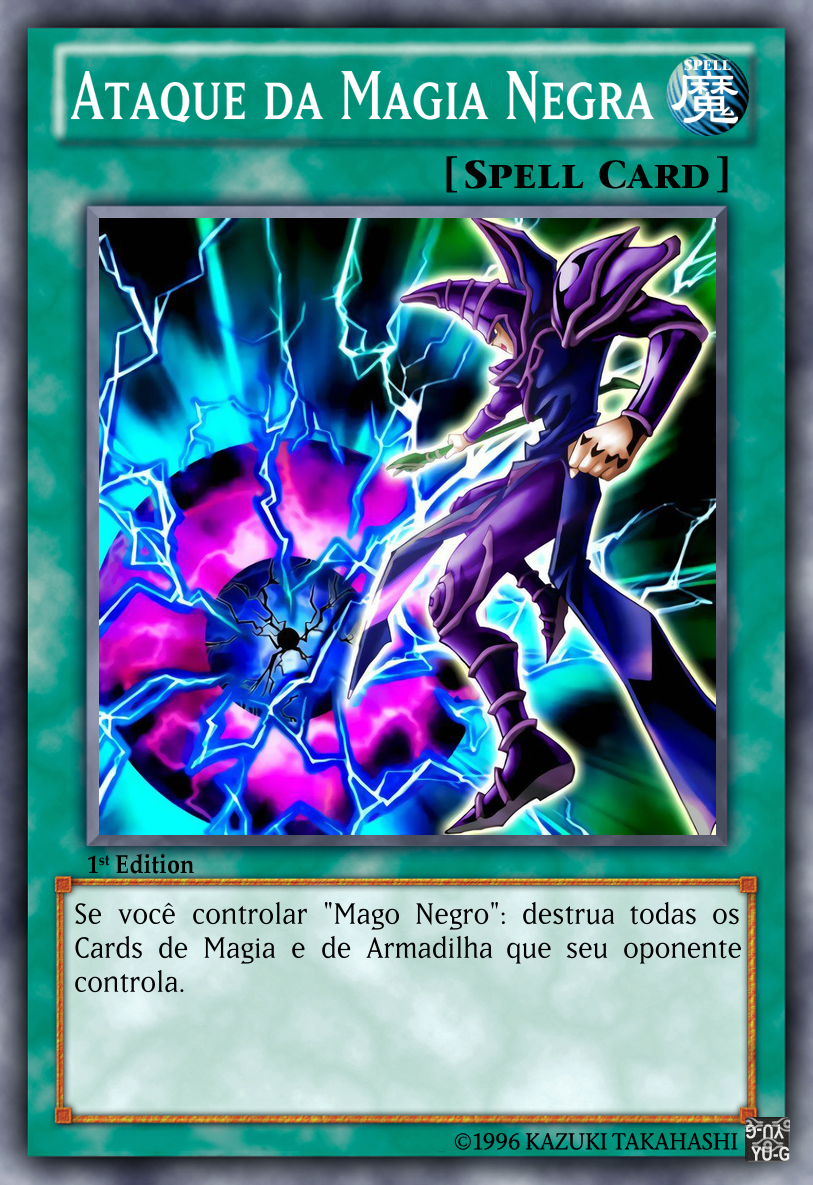 Ataque da Magia Negra
SPELL
魔
[Spell Card]
1st Edition
Se você controlar "Mago Negro": destrua todas os
Cards de Magia e de Armadilha que seu oponente
controla.
©1996 KAZUKI TAKAHASHI
YU-G
YU-G